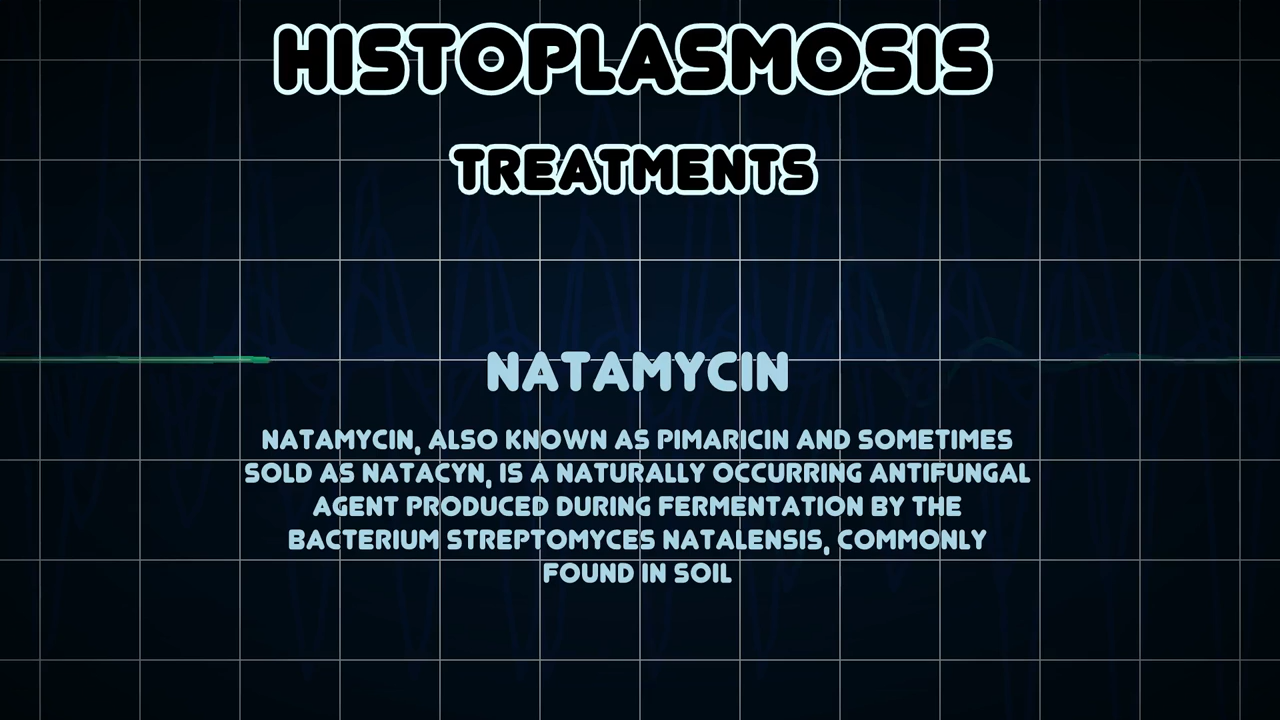 HISTOPLASMOSIS
TREATMENTS
NATAMYCIN
NATAMYCIN, ALSO KNOWN AS PIMARICIN AND SOMETIMES
SOLD AS NATACYN, IS A NATURALLY OCCURRING ANTIFUNGAL
AGENT PRODUCED DURING FERMENTATION BY THE
BACTERIUM STREPTOMYCES NATALENSIS, COMMONLY
FOUND IN SOIL